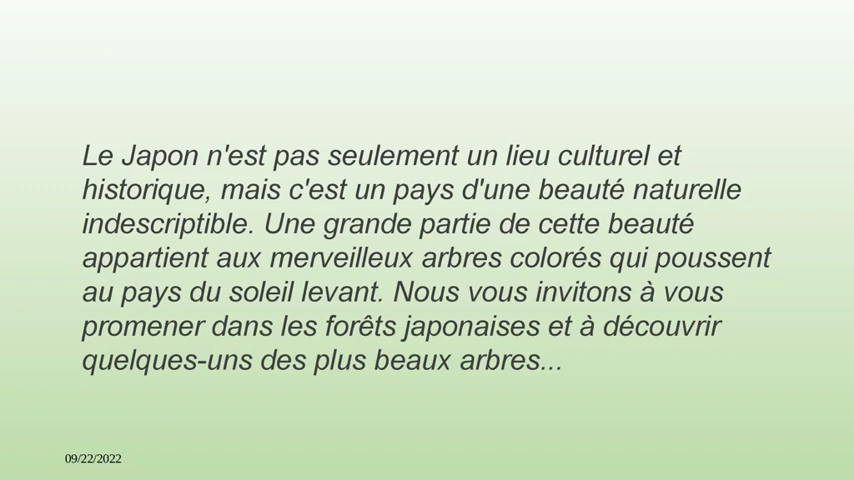 Le Japon n'est pas seulement un lieu culturel et
historique, mais c'est un pays d'une beauté naturelle
indescriptible. Une grande partie de cette beauté
appartient aux merveilleux arbres colorés qui poussent
au pays du soleil levant. Nous vous invitons à vous
promener dans les forêts japonaises et à découvrir
quelques-uns des plus beaux arbres...
09/22/2022